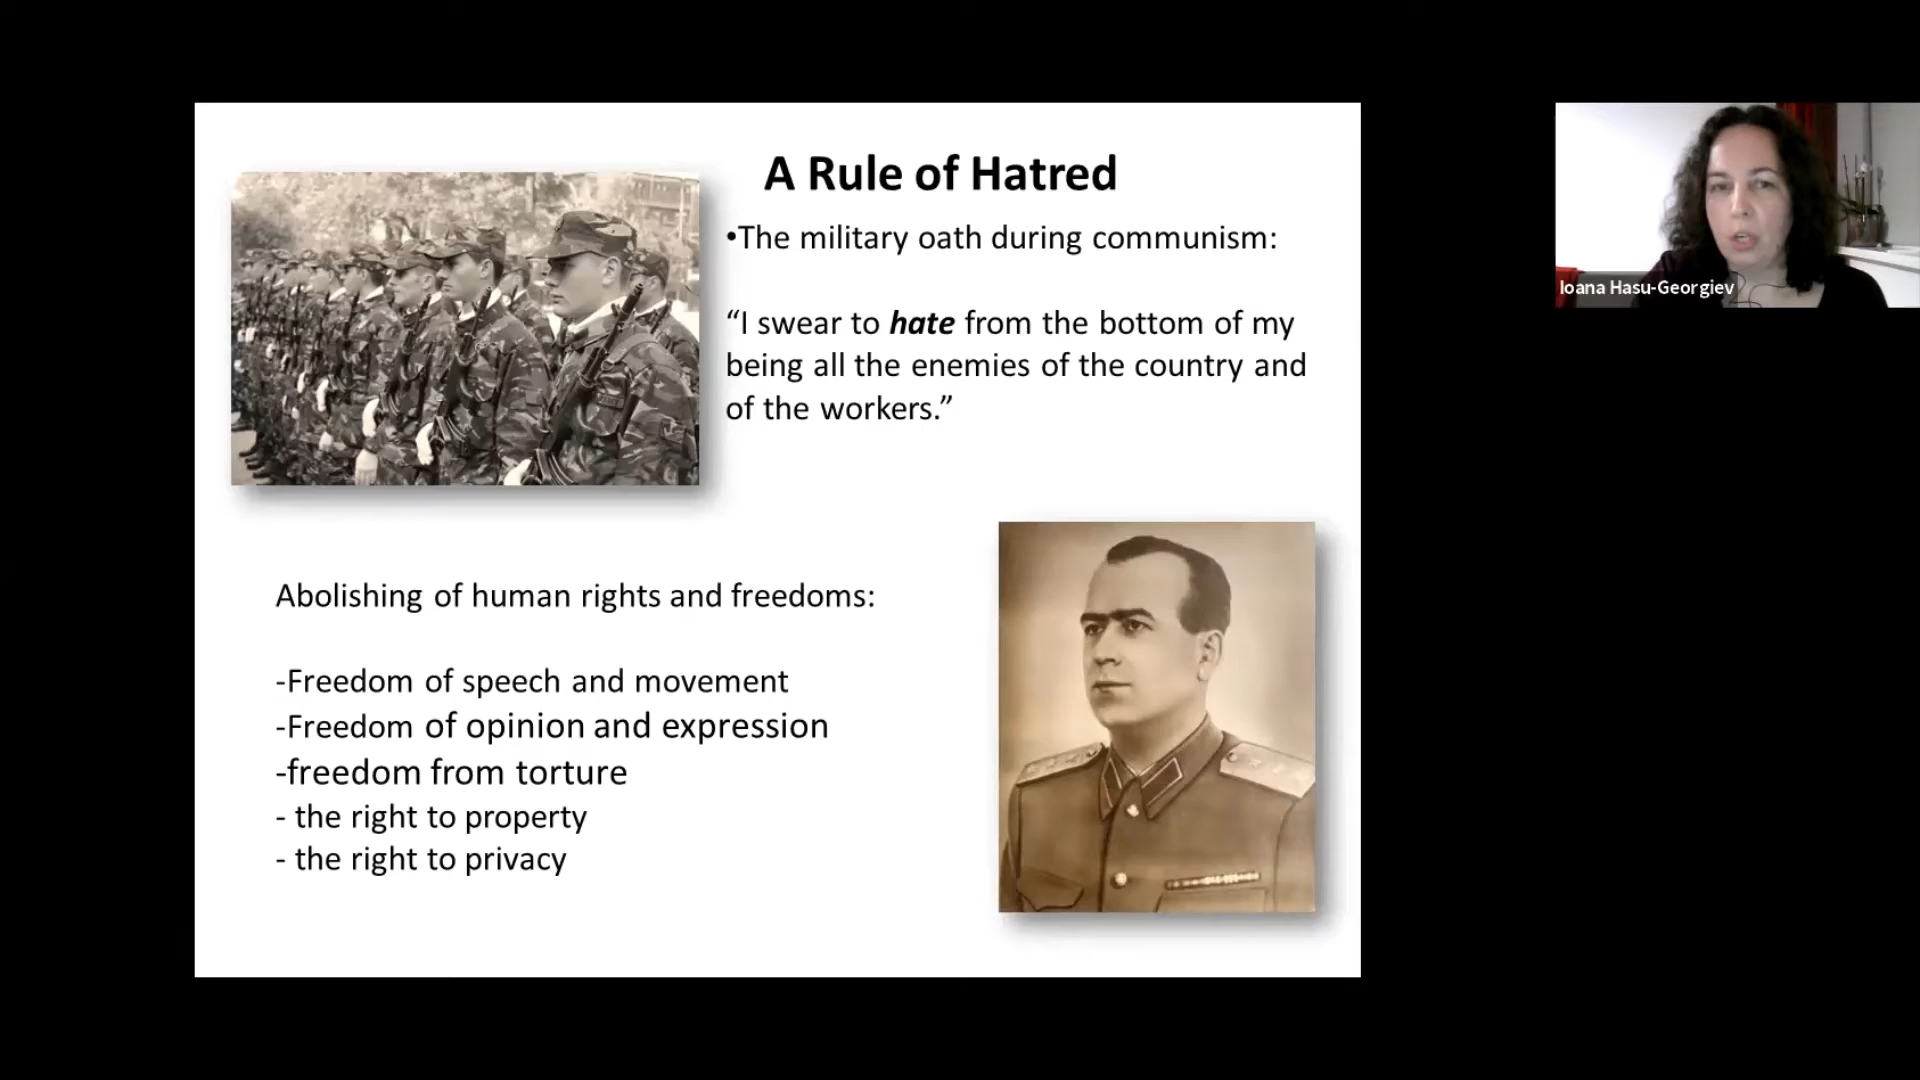 A Rule of Hatred
•The military oath during communism:
“I swear to hate from the bottom of my
being all the enemies of the country and
of the workers.”
Abolishing of human rights and freedoms:
-Freedom of speech and movement
-Freedom of opinion and expression
-freedom from torture
- the right to property
- the right to privacy
Ioana Hasu-Georgiev